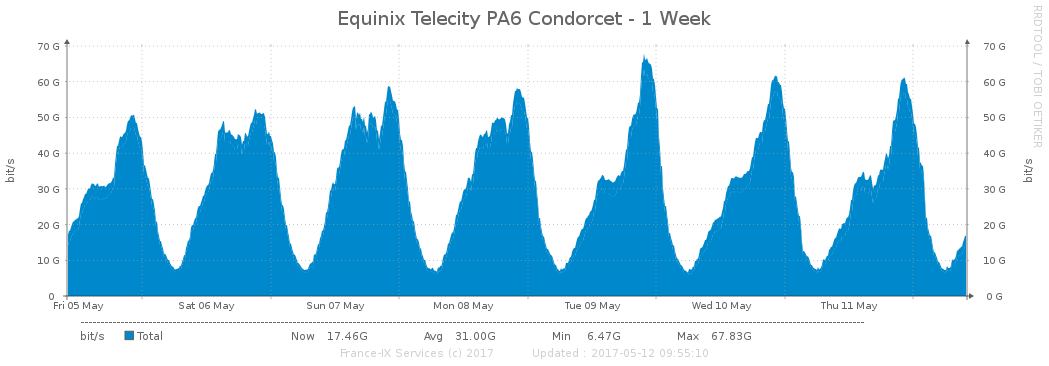 Equinix Telecity PA6 Condorcet - 1 Week
RRDTOOL / TOBI OETIKER
bit/s
70 G
60 G
50 G
40 G
30 G
20 G
10 G
0
70 G
60 G
50 G
40 G
30 G
20 G
10 G
0 G
bit/s
Fri 05 May Sat 06 May Sun 07 May Mon 08 May Tue 09 May Wed 10 May Thu 11 May
bit/s Total Now 17.46G Avg 31.00G Min 6.47G Max 67.83G
France-IX Services (c) 2017 Updated : 2017-05-12 09:55:10